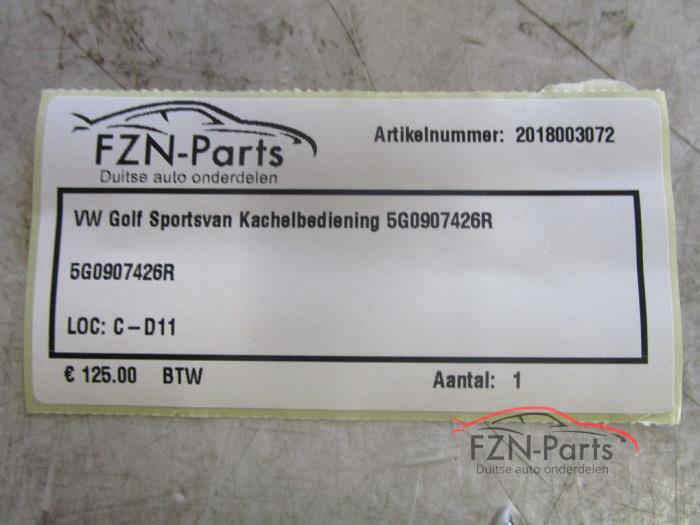 FZN-Parts
Duitse auto onderdelen
Artikelnummer: 2018003072
VW Golf Sportsvan Kachelbediening 5G0907426R
5G0907426R
LOC: C-D11
€ 125.00 BTW
Aantal: 1
FZN-Parts
Duitse auto onderdelen